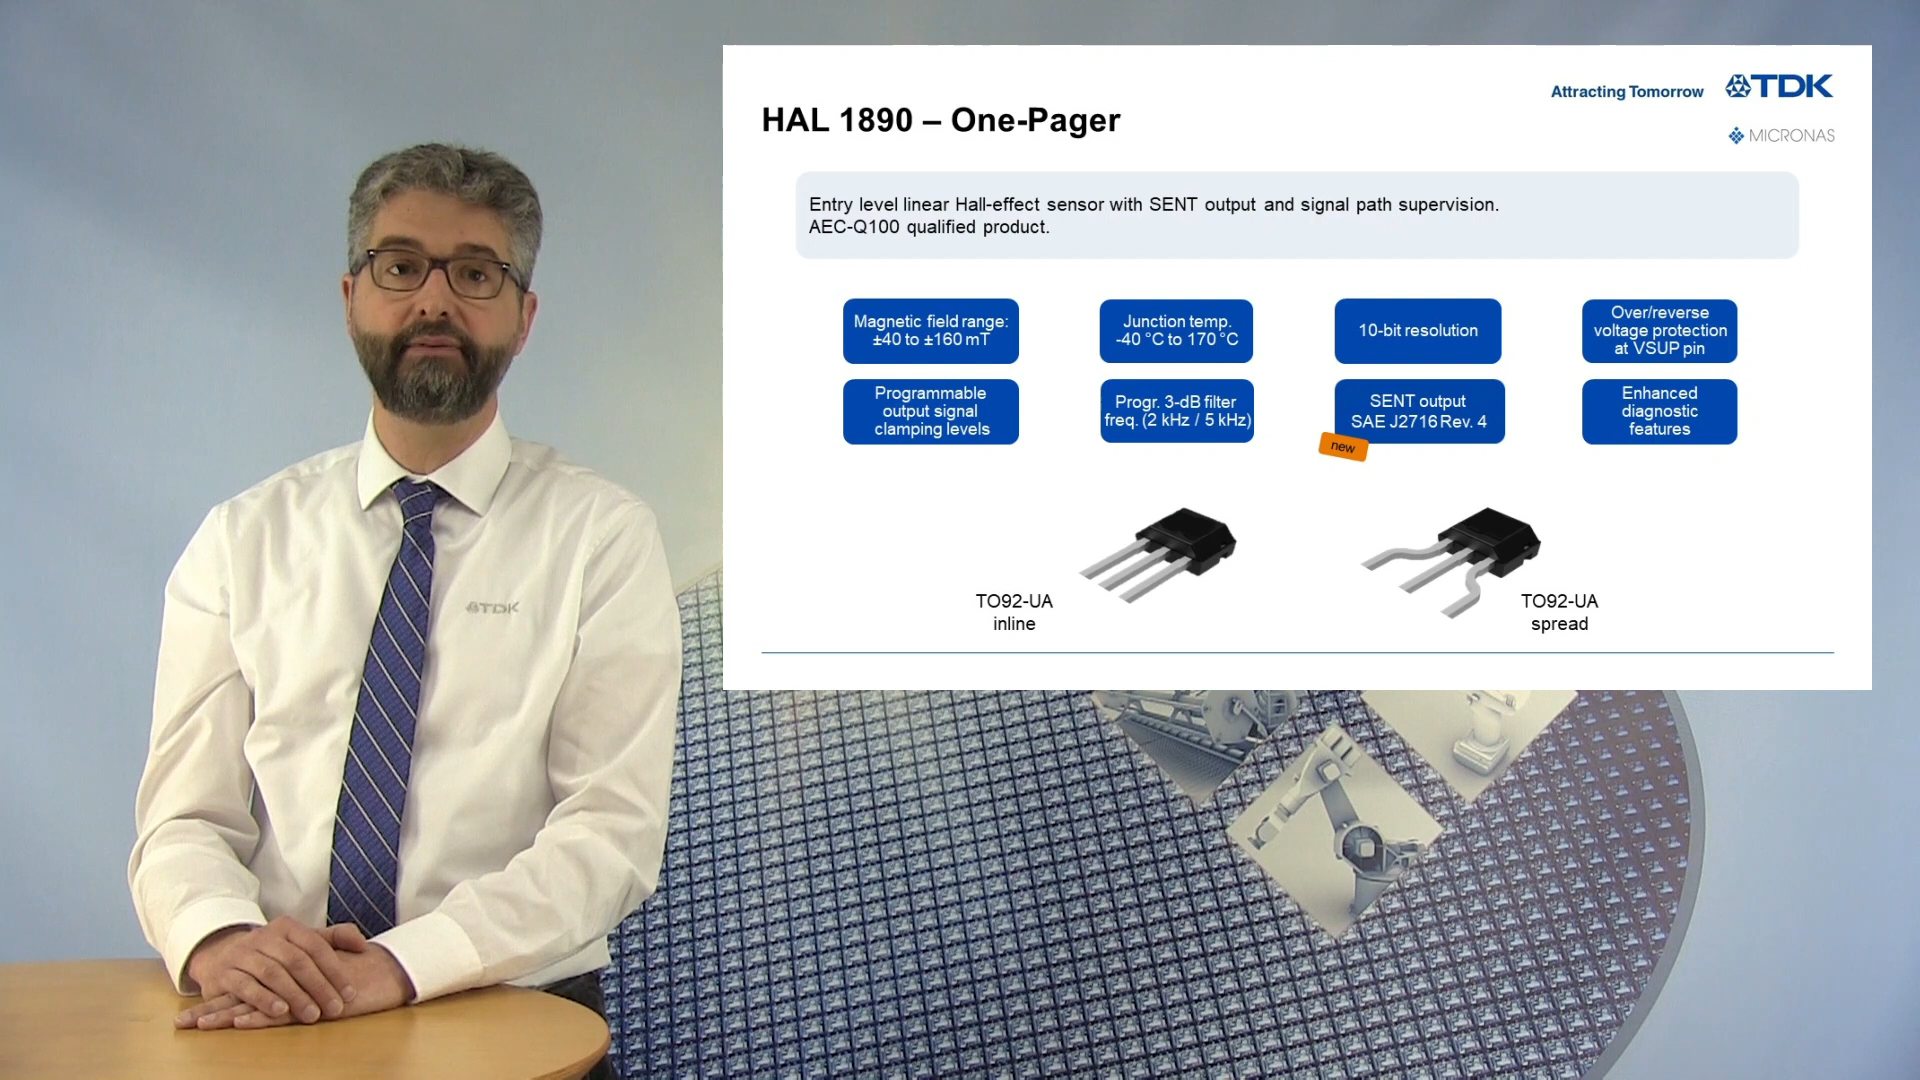 Attracting Tomorrow
TDK
MICRONAS
HAL 1890 – One-Pager
Entry level linear Hall-effect sensor with SENT output and signal path supervision.
AEC-Q100 qualified product.
Magnetic field range:
±40 to ±160 mT
Junction temp.
-40 °C to 170 °C
10-bit resolution
Over/reverse
voltage protection
at VSUP pin
Programmable
output signal
clamping levels
Progr. 3-dB filter
freq. (2 kHz / 5 kHz)
SENT output
SAE J2716 Rev. 4
new
Enhanced
diagnostic
features
TO92-UA
inline
TO92-UA
spread
TDK